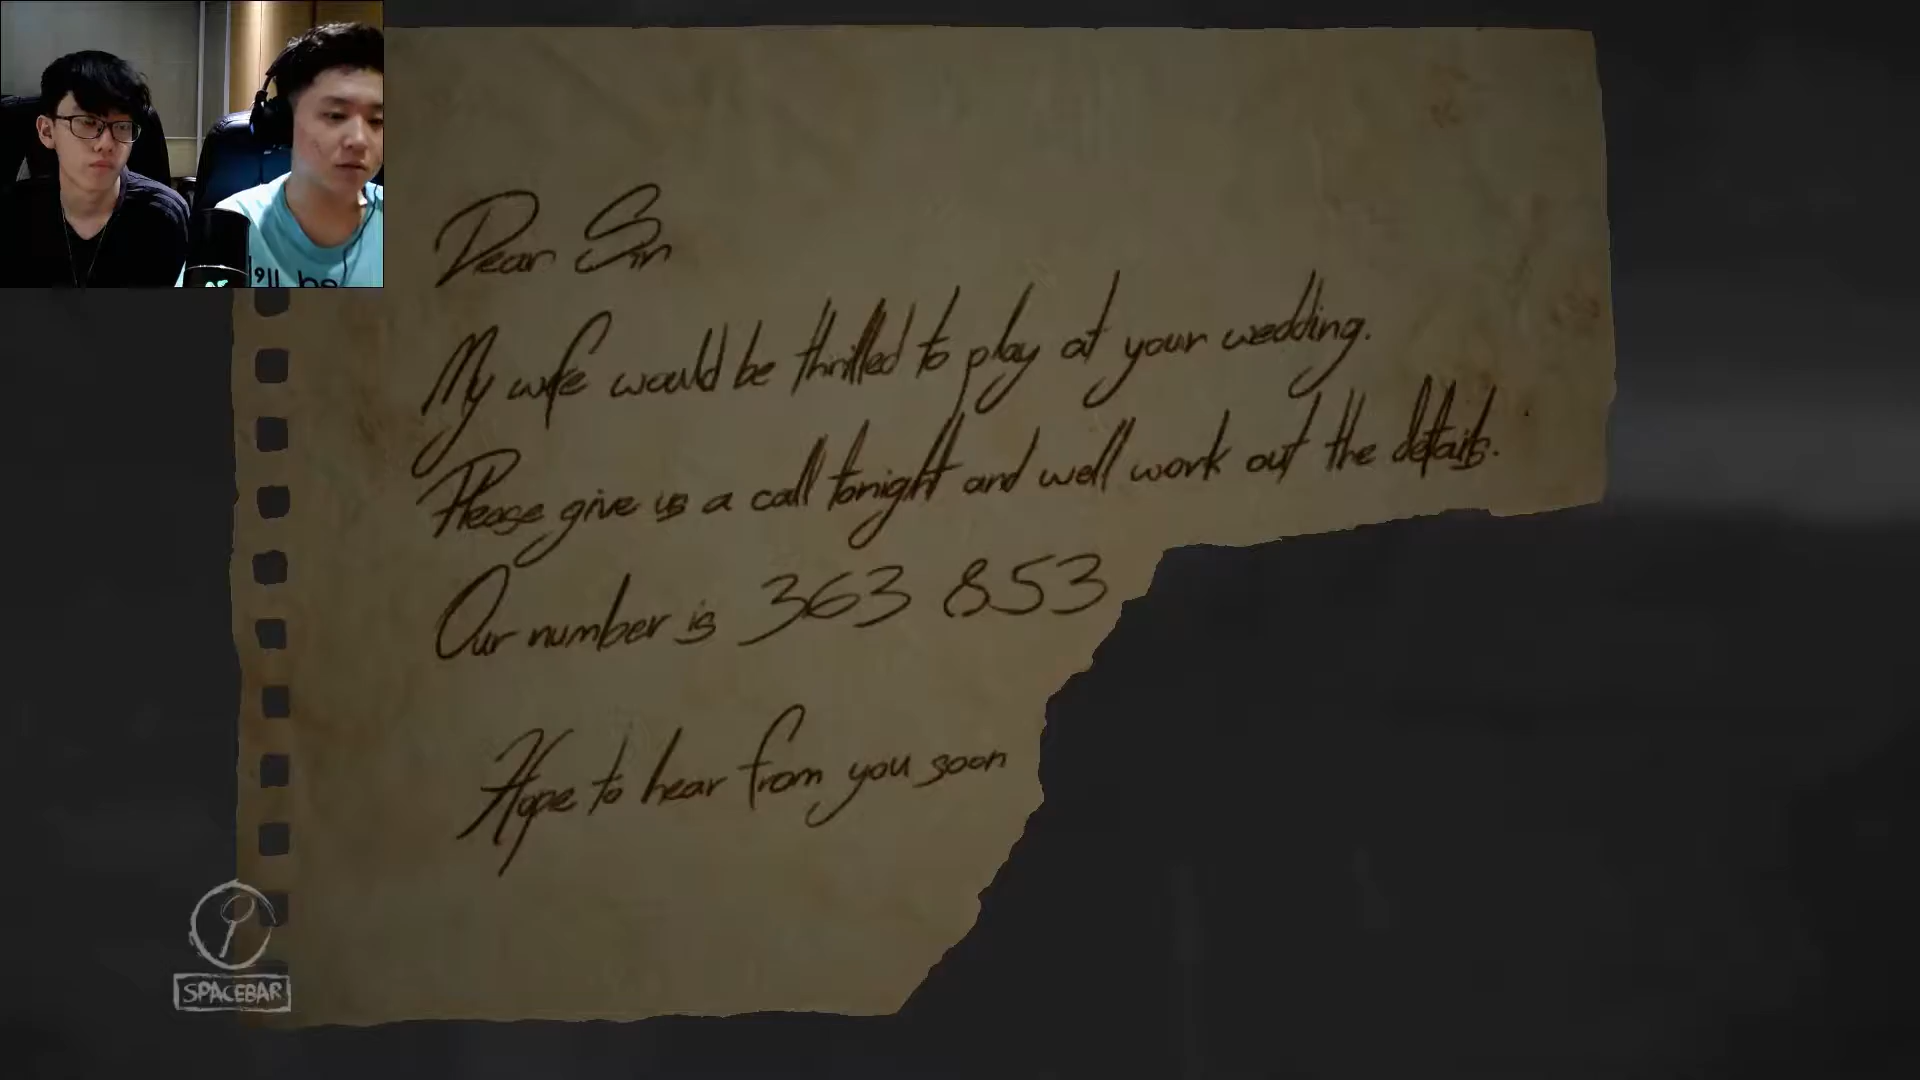 Dear Sir
My wife would be thrilled to play at your wedding.
Please give us a call tonight and well work out the details.
Our number is 363 853
Hope to hear from you soon
SPACEBAR